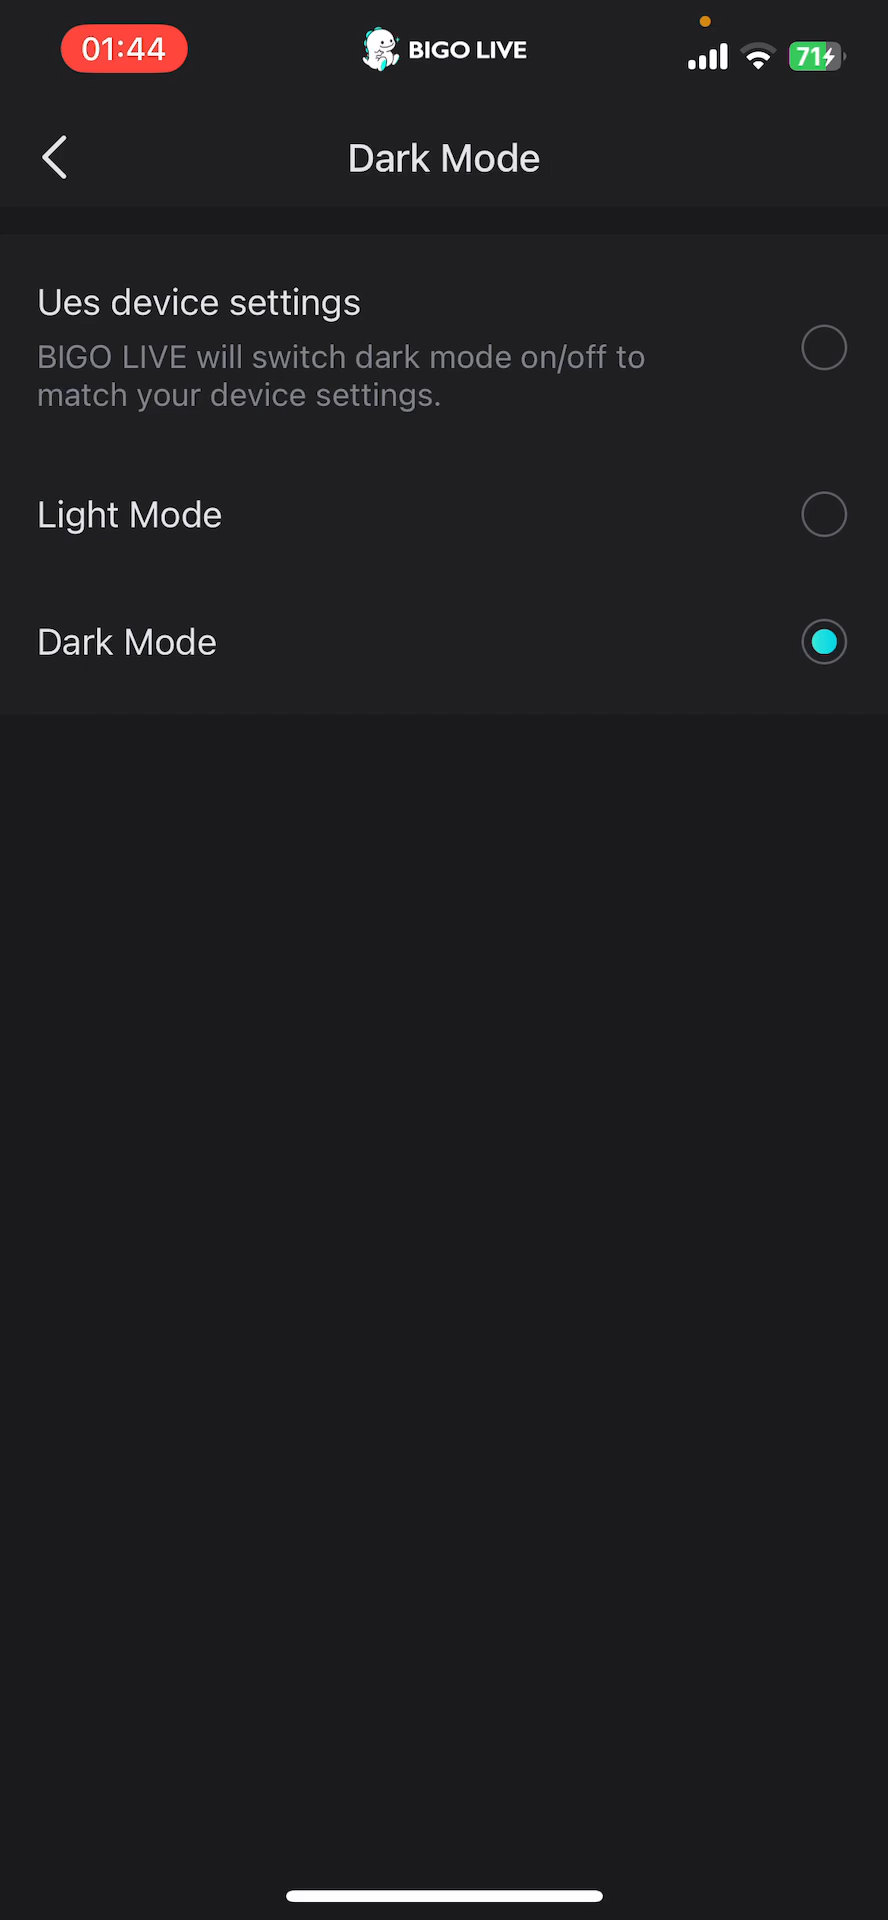 01:44
BIGO LIVE
71
Dark Mode
Ues device settings
BIGO LIVE will switch dark mode on/off to
match your device settings.
Light Mode
Dark Mode